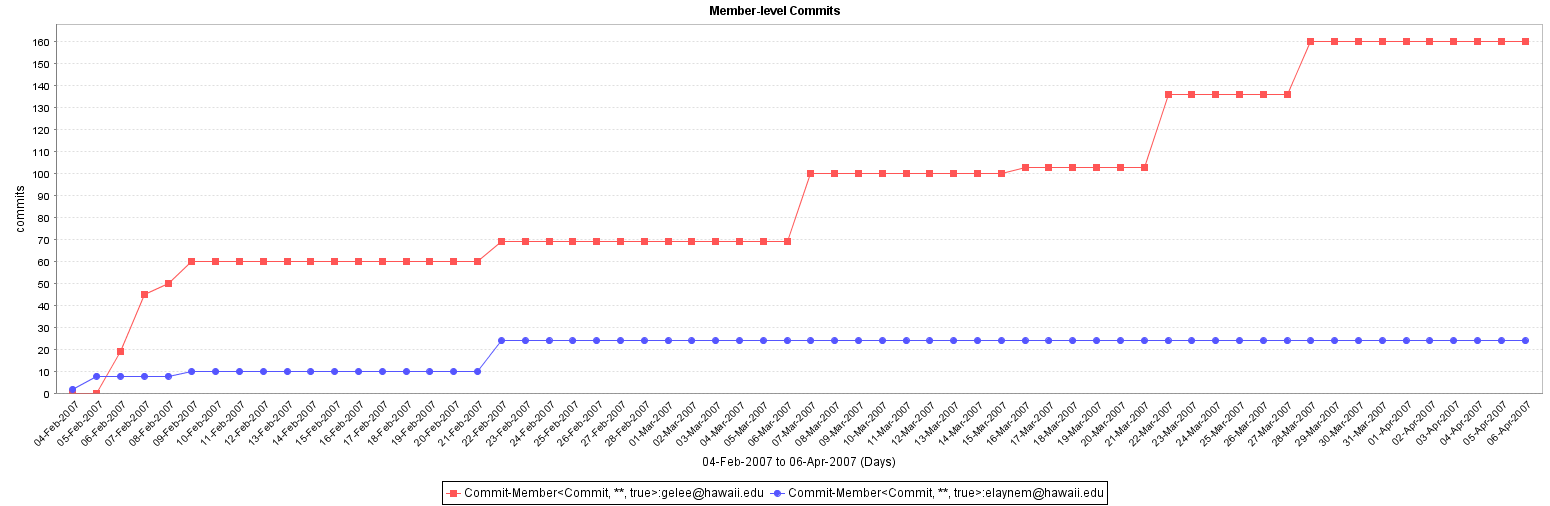 Member-level Commits
160
150
140
130
120
110
100
90
80
70
60
50
40
30
20
10
0
commits
04-Feb-2007
05-Feb-2007
06-Feb-2007
07-Feb-2007
08-Feb-2007
09-Feb-2007
10-Feb-2007
11-Feb-2007
12-Feb-2007
13-Feb-2007
14-Feb-2007
15-Feb-2007
16-Feb-2007
17-Feb-2007
18-Feb-2007
19-Feb-2007
20-Feb-2007
21-Feb-2007
22-Feb-2007
23-Feb-2007
24-Feb-2007
25-Feb-2007
26-Feb-2007
27-Feb-2007
28-Feb-2007
01-Mar-2007
02-Mar-2007
03-Mar-2007
04-Mar-2007
05-Mar-2007
06-Mar-2007
07-Mar-2007
08-Mar-2007
09-Mar-2007
10-Mar-2007
11-Mar-2007
12-Mar-2007
13-Mar-2007
14-Mar-2007
15-Mar-2007
16-Mar-2007
17-Mar-2007
18-Mar-2007
19-Mar-2007
20-Mar-2007
21-Mar-2007
22-Mar-2007
23-Mar-2007
24-Mar-2007
25-Mar-2007
26-Mar-2007
27-Mar-2007
28-Mar-2007
29-Mar-2007
30-Mar-2007
31-Mar-2007
01-Apr-2007
02-Apr-2007
03-Apr-2007
04-Apr-2007
05-Apr-2007
06-Apr-2007
04-Feb-2007 to 06-Apr-2007 (Days)
Commit-Member<Commit, **, true>:gelee@hawaii.edu Commit-Member<Commit, **, true>:elaynem@hawaii.edu